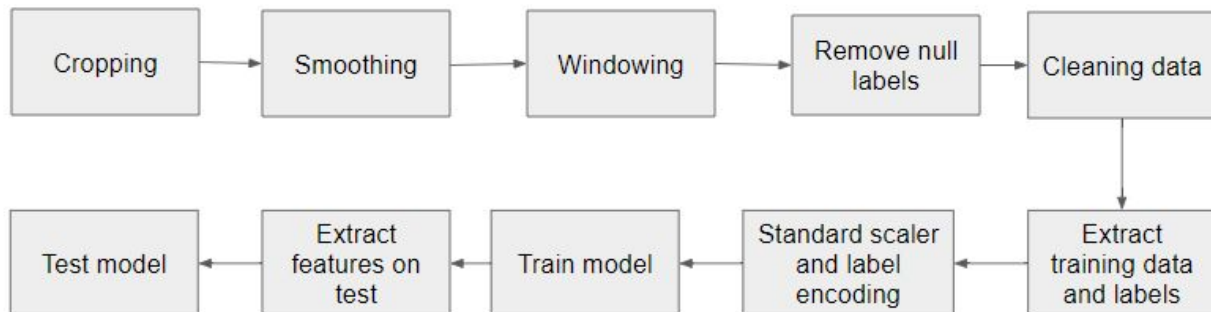 Cropping
Smoothing
Windowing
Remove null
labels
Cleaning data
Extract
training data
and labels
Standard scaler
and label
encoding
Train model
Extract
features on
test
Test model